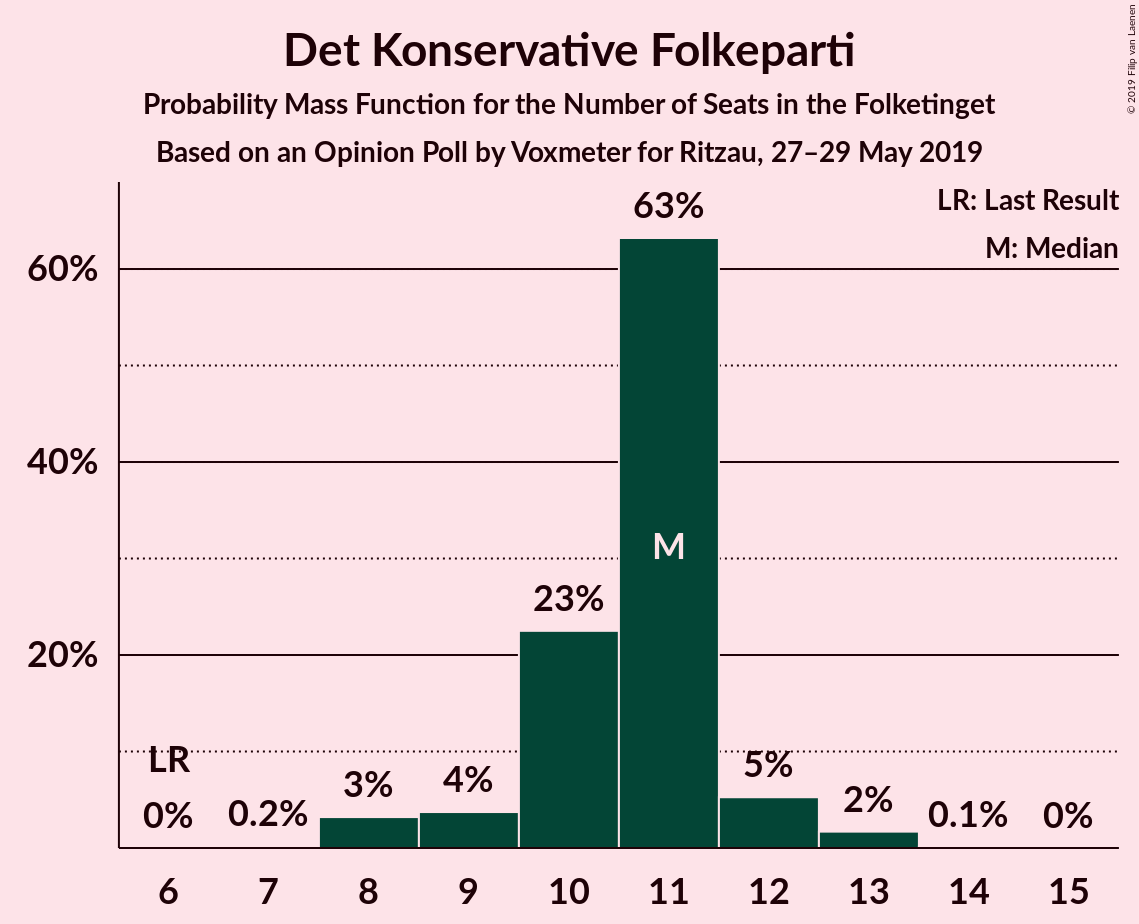 Det Konservative Folkeparti
Probability Mass Function for the Number of Seats in the Folketinget
Based on an Opinion Poll by Voxmeter for Ritzau, 27–29 May 2019
© 2019 Filip van Laenen
LR: Last Result
M: Median
60%
40%
20%
LR
0%
0.2%
3%
4%
23%
63%
M
5%
2%
0.1%
0%
6 7 8 9 10 11 12 13 14 15